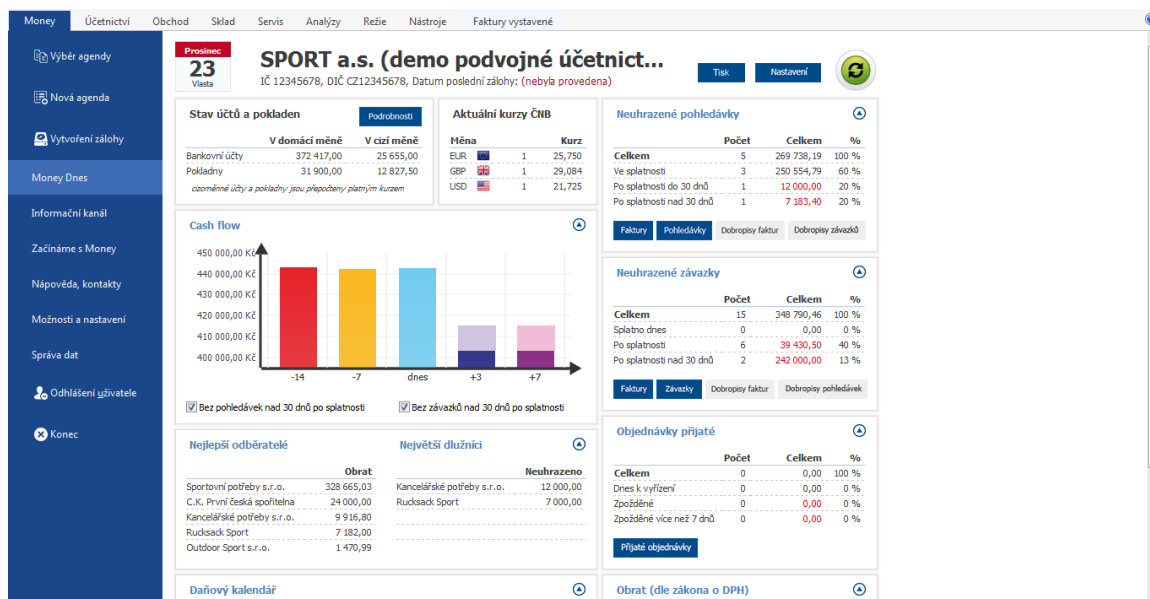 Money Účetnictví Obchod Sklad Servis Analýzy Režie Nástroje Faktury vystavené
Výběr agendy
Nová agenda
Vytvoření zálohy
Money Dnes
Informační kanál
Začínáme s Money
Nápověda, kontakty
Možnosti a nastavení
Správa dat
Odhlášení uživatele
Konec
Prosinec
23
Vlasta
SPORT a.s. (demo podvojné účetnict...
IČ 12345678, DIČ CZ12345678, Datum poslední zálohy: (nebyla provedena)
Tisk Nastavení
Stav účtů a pokladen Podrobnosti
V domácí měně V cizí měně
Bankovní účty 372 417,00 25 655,00
Pokladny 31 900,00 12 827,50
cizoměnné účty a pokladny jsou přepočteny platným kurzem
Aktuální kurzy ČNB
Měna Kurz
EUR 1 25,750
GBP 1 29,084
USD 1 21,725
Cash flow
450 000,00 Kč
440 000,00 Kč
430 000,00 Kč
420 000,00 Kč
410 000,00 Kč
400 000,00 Kč
-14 -7 dnes +3 +7
Bez pohledávek nad 30 dnů po splatnosti Bez závazků nad 30 dnů po splatnosti
Nejlepší odběratelé
Obrat
Sportovní potřeby s.r.o. 328 665,03
C.K. První česká spořitelna 24 000,00
Kancelářské potřeby s.r.o. 9 916,80
Rucksack Sport 7 182,00
Outdoor Sport s.r.o. 1 470,99
Největší dlužníci
Neuhrazeno
Kancelářské potřeby s.r.o. 12 000,00
Rucksack Sport 7 000,00
Daňový kalendář
Neuhrazené pohledávky
Počet Celkem %
Celkem 5 269 738,19 100 %
Ve splatnosti 3 250 554,79 60 %
Po splatnosti do 30 dnů 1 12 000,00 20 %
Po splatnosti nad 30 dnů 1 7 183,40 20 %
Faktury Pohledávky Dobropisy faktur Dobropisy závazků
Neuhrazené závazky
Počet Celkem %
Celkem 15 348 790,46 100 %
Splatno dnes 0 0,00 0 %
Po splatnosti 6 39 430,50 40 %
Po splatnosti nad 30 dnů 2 242 000,00 13 %
Faktury Závazky Dobropisy faktur Dobropisy pohledávek
Objednávky přijaté
Počet Celkem %
Celkem 0 0,00 100 %
Dnes k vyřízení 0 0,00 0 %
Zpožděné 0 0,00 0 %
Zpožděné více než 7 dnů 0 0,00 0 %
Přijaté objednávky
Obrat (dle zákona o DPH)